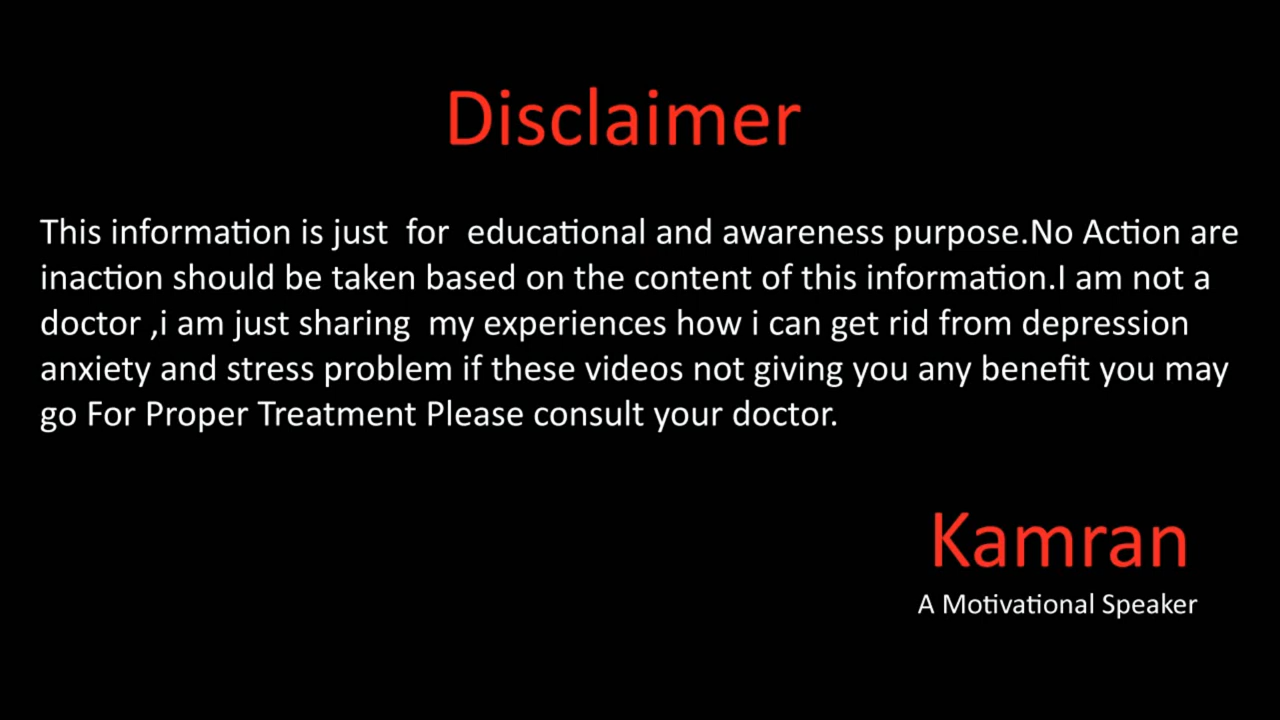 Disclaimer
This information is just  for  educational and awareness purpose.No Action are
inaction should be taken based on the content of this information.I am not a
doctor ,i am just sharing  my experiences how i can get rid from depression
anxiety and stress problem if these videos not giving you any benefit you may
go For Proper Treatment Please consult your doctor.
Kamran
A Motivational Speaker